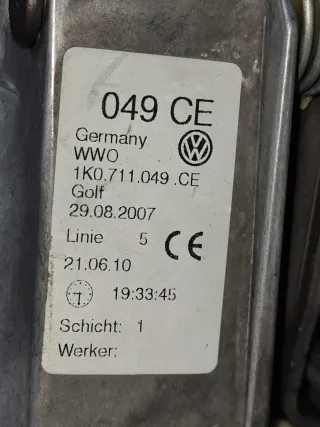 049 CE
Germany
WWO
1K0.711.049 .CE
Golf
29.08.2007
Linie 5 CE
21.06.10
19:33:45
Schicht: 1
Werker: